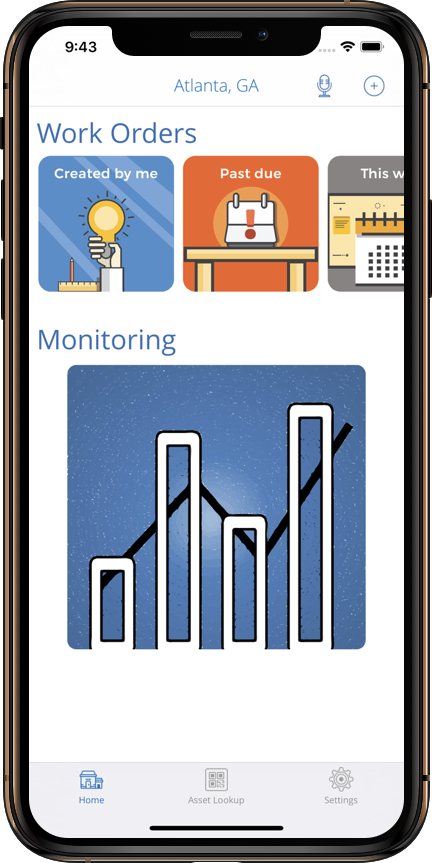 9:43
Atlanta, GA
Work Orders
Created by me
Past due
This w
Monitoring
Home
Asset Lookup
Settings